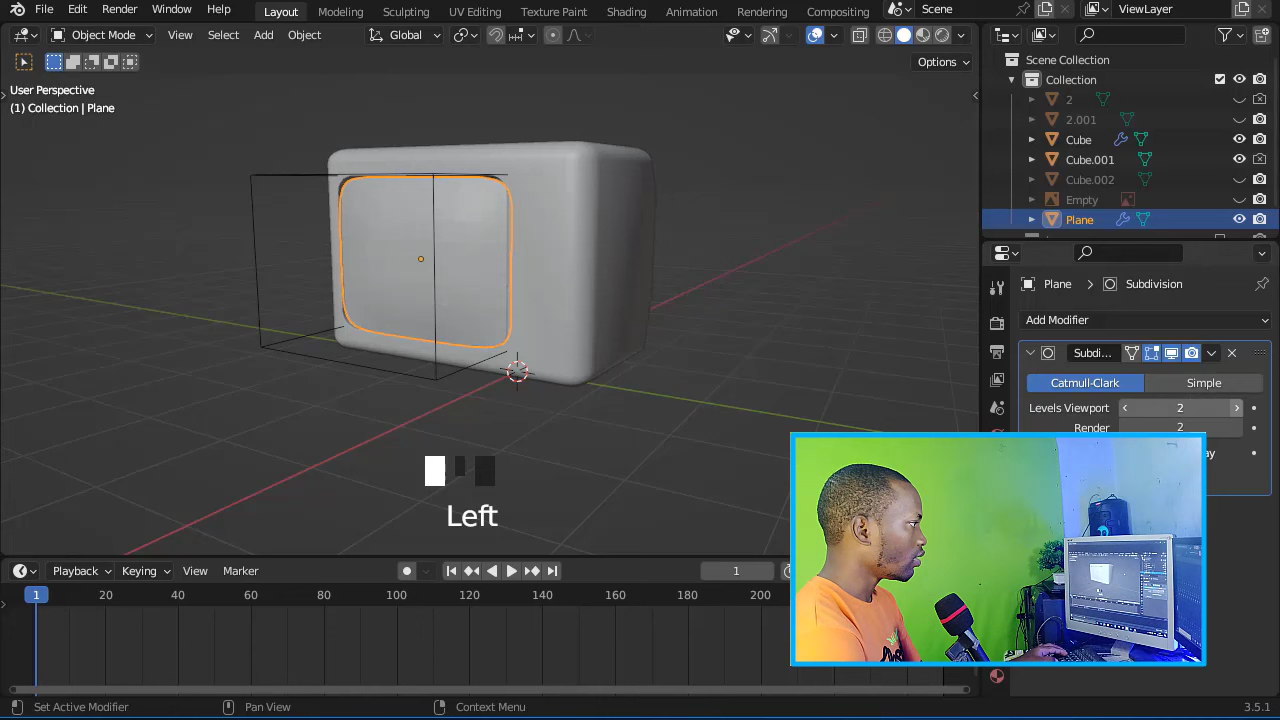 File Edit Render Window Help Layout Modeling Sculpting UV Editing Texture Paint Shading Animation Rendering Compositing Scene ViewLayer
Object Mode View Select Add Object Global
Options
User Perspective
(1) Collection | Plane
Scene Collection
Collection
2
2.001
Cube
Cube.001
Cube.002
Empty
Plane
Plane > Subdivision
Add Modifier
Subdi...
Catmull-Clark Simple
Levels Viewport 2
Render 2
Left
Playback Keying View Marker 1
1 20 40 60 80 100 120 140 160 180 200
Set Active Modifier Pan View Context Menu 3.5.1